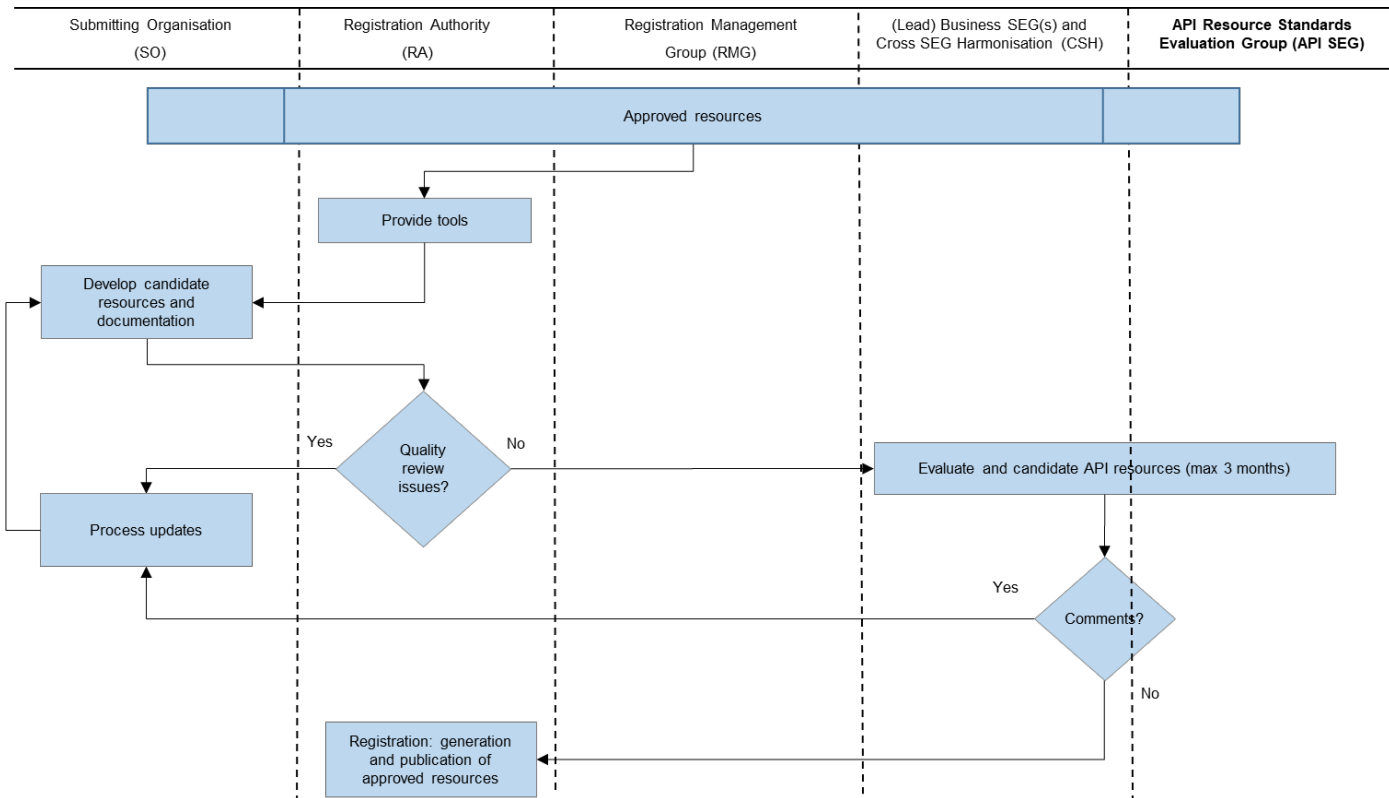 Submitting Organisation
(SO)
Registration Authority
(RA)
Registration Management
Group (RMG)
(Lead) Business SEG(s) and
Cross SEG Harmonisation (CSH)
API Resource Standards
Evaluation Group (API SEG)
Approved resources
Provide tools
Develop candidate
resources and
documentation
Yes
Quality
review
issues?
No
Evaluate and candidate API resources (max 3 months)
Process updates
Yes
Comments?
No
Registration: generation
and publication of
approved resources